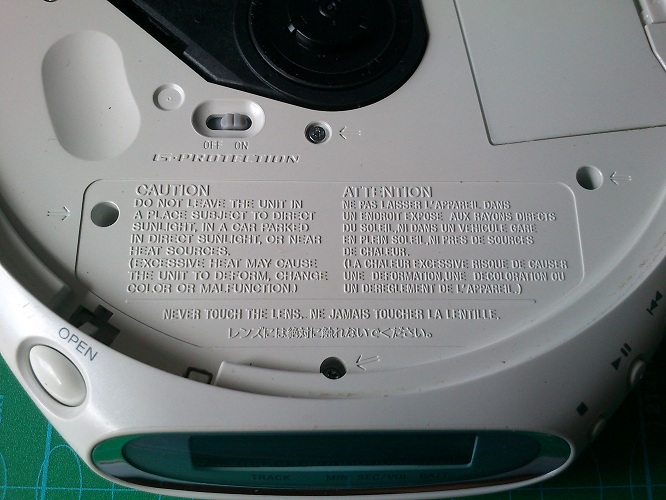 OFF ON
G-PROTECTION
CAUTION
DO NOT LEAVE THE UNIT IN
A PLACE SUBJECT TO DIRECT
SUNLIGHT, IN A CAR PARKED
IN DIRECT SUNLIGHT, OR NEAR
HEAT SOURCES.
(EXCESSIVE HEAT MAY CAUSE
THE UNIT TO DEFORM, CHANGE
COLOR OR MALFUNCTION.)
ATTENTION
NE PAS LAISSER L'APPAREIL DANS
UN ENDROIT EXPOSE AUX RAYONS DIRECTS
DU SOLEIL, NI DANS UN VEHICULE GARE
EN PLEIN SOLEIL, NI PRES DE SOURCES
DE CHALEUR.
(LA CHALEUR EXCESSIVE RISQUE DE CAUSER
UNE DEFORMATION, UNE DECOLORATION OU
UN DEREGLEMENT DE L'APPAREIL.)
NEVER TOUCH THE LENS. NE JAMAIS TOUCHER LA LENTILLE.
レンズには絶対に触れないでください。
OPEN
TRACK MIN